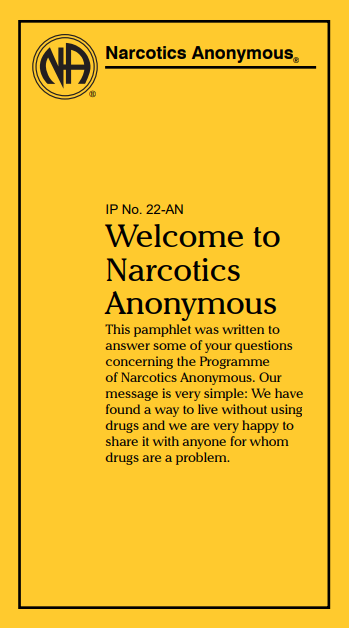 NA
®
Narcotics Anonymous®
IP No. 22-AN
Welcome to
Narcotics
Anonymous
This pamphlet was written to
answer some of your questions
concerning the Programme
of Narcotics Anonymous. Our
message is very simple: We have
found a way to live without using
drugs and we are very happy to
share it with anyone for whom
drugs are a problem.